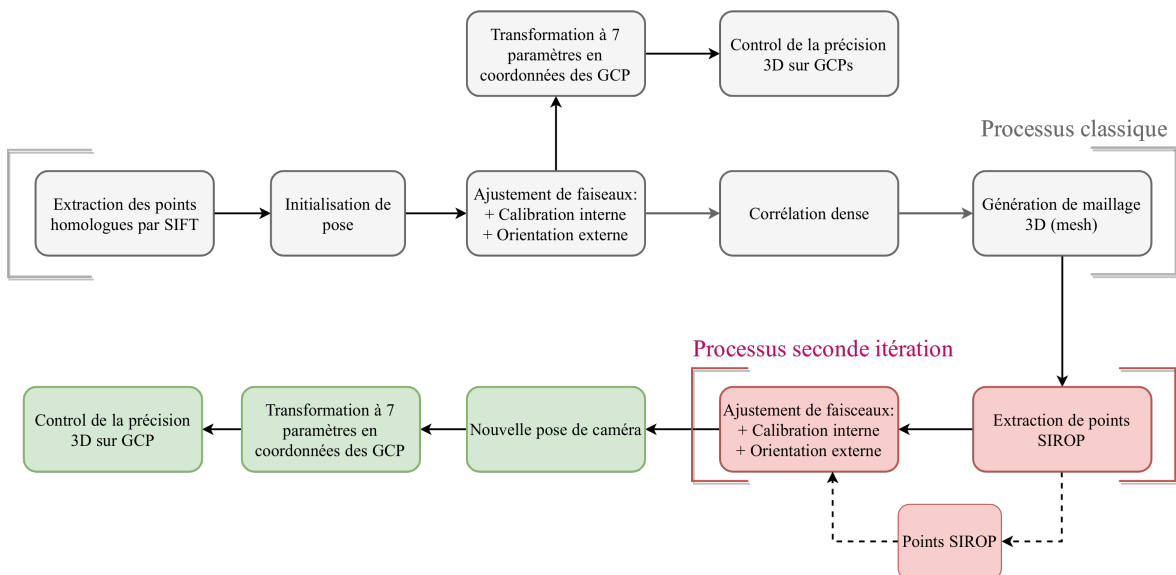 Transformation à 7
paramètres en
coordonnées des GCP
Control de la précision
3D sur GCPs
Processus classique
Extraction des points
homologues par SIFT
Initialisation de
pose
Ajustement de faiseaux:
+ Calibration interne
+ Orientation externe
Corrélation dense
Génération de maillage
3D (mesh)
Processus seconde itération
Control de la précision
3D sur GCP
Transformation à 7
paramètres en
coordonnées des GCP
Nouvelle pose de caméra
Ajustement de faisceaux:
+ Calibration interne
+ Orientation externe
Extraction de points
SIROP
Points SIROP